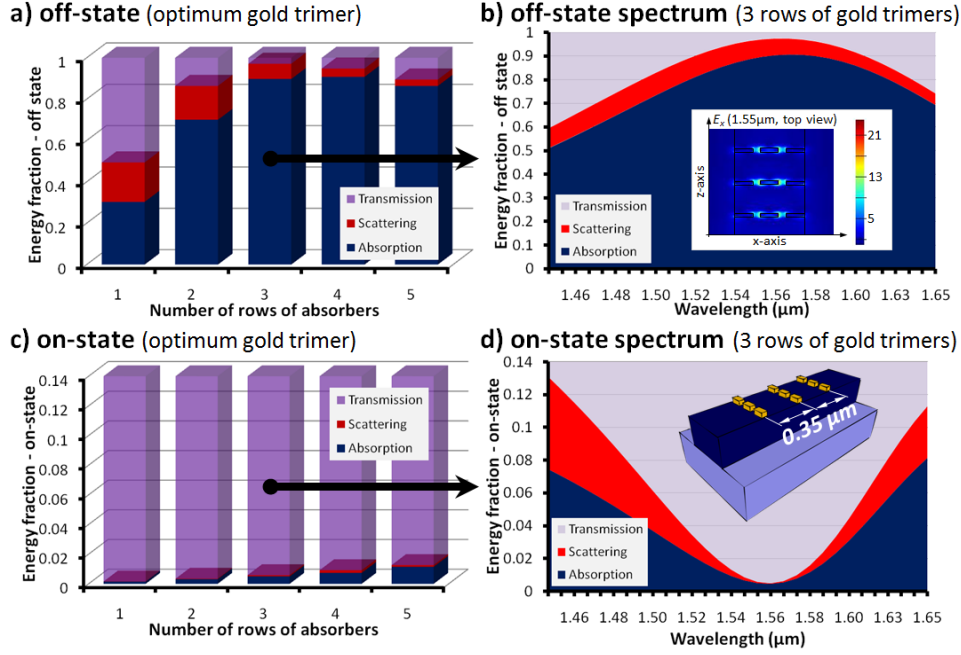 a) off-state (optimum gold trimer)
Energy fraction - off state
1
0.8
0.6
0.4
0.2
0
Transmission
Scattering
Absorption
1 2 3 4 5
Number of rows of absorbers
b) off-state spectrum (3 rows of gold trimers)
Energy fraction - off state
1
0.9
0.8
0.7
0.6
0.5
0.4
0.3
0.2
0.1
0
Eₓ (1.55µm, top view)
z-axis
x-axis
21
13
5
Transmission
Scattering
Absorption
1.46 1.48 1.50 1.52 1.55 1.56 1.60 1.63 1.65
Wavelength (µm)
c) on-state (optimum gold trimer)
Energy fraction - on-state
0.14
0.12
0.1
0.08
0.06
0.04
0.02
0
Transmission
Scattering
Absorption
1 2 3 4 5
Number of rows of absorbers
d) on-state spectrum (3 rows of gold trimers)
Energy fraction - on-state
0.14
0.12
0.10
0.08
0.06
0.04
0.02
0
0.35 µm
Transmission
Scattering
Absorption
1.46 1.48 1.50 1.52 1.55 1.56 1.60 1.63 1.65
Wavelength (µm)